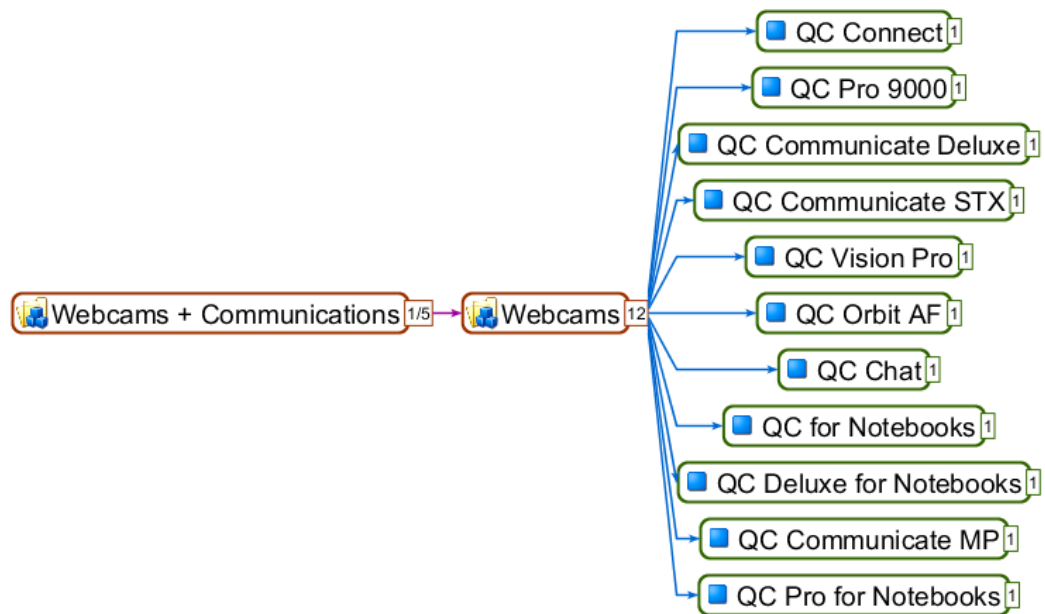 QC Connect 1
QC Pro 9000 1
QC Communicate Deluxe 1
QC Communicate STX 1
QC Vision Pro 1
Webcams + Communications 1/5 Webcams 12 QC Orbit AF 1
QC Chat 1
QC for Notebooks 1
QC Deluxe for Notebooks 1
QC Communicate MP 1
QC Pro for Notebooks 1